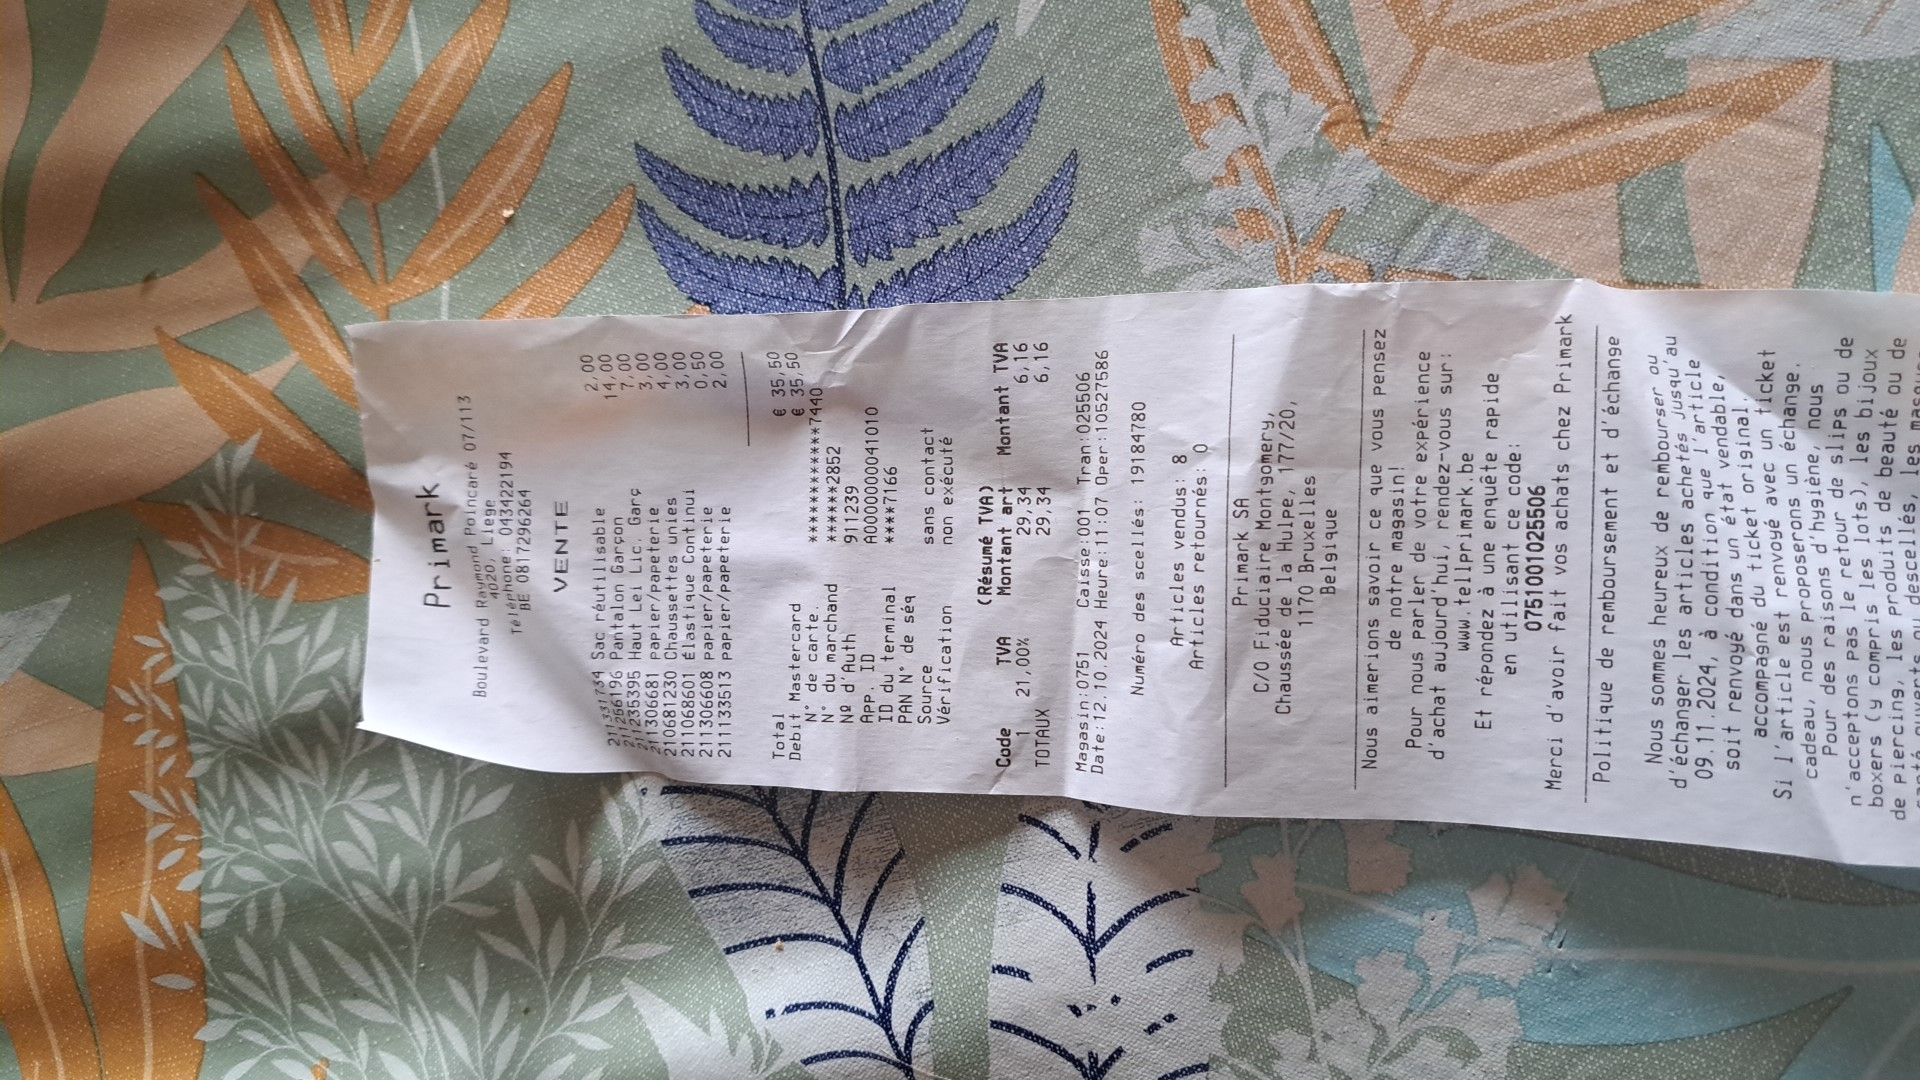 Primark
Boulevard Raymond Poincaré 07/113
4020, Liège
Téléphone: 043422194
BE 0817296264
VENTE
211331734 Sac réutilisable 2,00
211266196 Pantalon Garçon 14,00
211235395 Haut Lei Lic. Garç 7,00
211306681 papier/papeterie 3,00
210681230 Chaussettes unies 4,00
211068601 Élastique Continui 3,00
211306608 papier/papeterie 0,50
211133513 papier/papeterie 2,00
Total € 35,50
Debit Mastercard € 35,50
N° de carte. ************7440
N° du marchand ******2852
Nº d'Auth 911239
App. ID A0000000041010
ID du terminal ****7166
PAN N° de séq
Source sans contact
Vérification non exécuté
(Résumé TVA)
Code TVA Montant art Montant TVA
1 21,00% 29,34 6,16
TOTAUX 29,34 6,16
Magasin:0751 Caisse:001 Tran:025506
Date:12.10.2024 Heure:11:07 Oper:10527586
Numéro des scellés: 19184780
Articles vendus: 8
Articles retournés: 0
Primark SA
C/O Fiduciaire Montgomery,
Chaussée de la Hulpe, 177/20,
1170 Bruxelles
Belgique
Nous aimerions savoir ce que vous pensez
de notre magasin!
Pour nous parler de votre expérience
d'achat aujourd'hui, rendez-vous sur:
www.tellprimark.be
Et répondez à une enquête rapide
en utilisant ce code:
0751001025506
Merci d'avoir fait vos achats chez Primark
Politique de remboursement et d'échange
Nous sommes heureux de rembourser ou
d'échanger les articles achetés jusqu'au
09.11.2024, à condition que l'article
soit renvoyé dans un état vendable,
accompagné du ticket original.
Si l'article est renvoyé avec un ticket
cadeau, nous proposerons un échange.
Pour des raisons d'hygiène, nous
n'acceptons pas le retour de slips ou de
boxers (y compris les lots), les bijoux
de piercing, les produits de beauté ou de